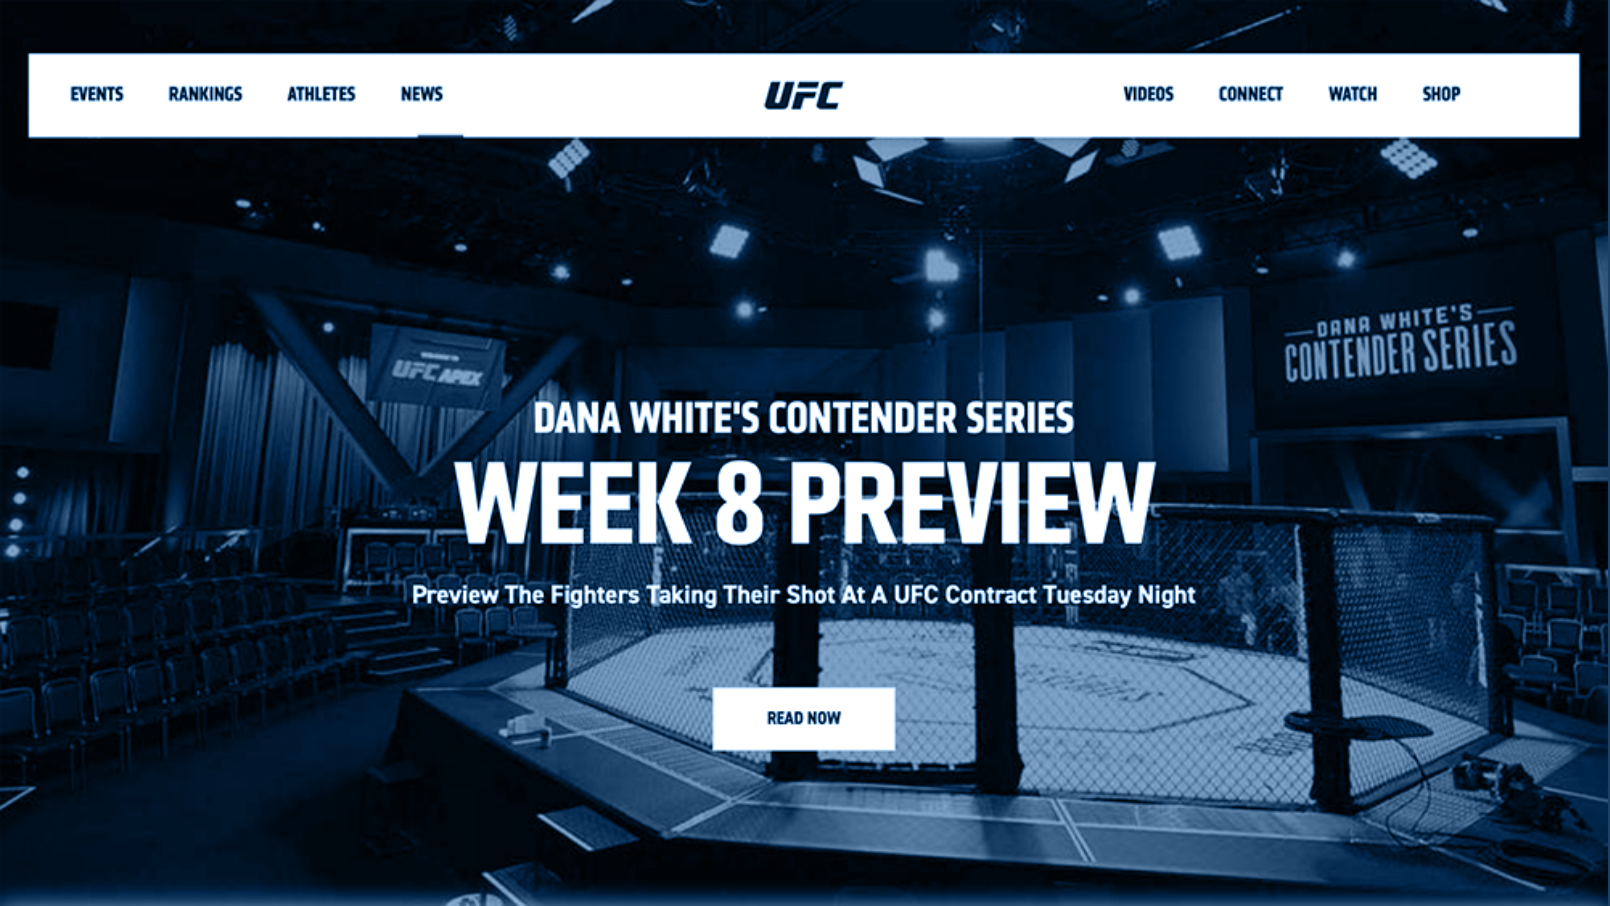 EVENTS RANKINGS ATHLETES NEWS UFC VIDEOS CONNECT WATCH SHOP
DANA WHITE'S
CONTENDER SERIES
UFC APEX
DANA WHITE'S CONTENDER SERIES
WEEK 8 PREVIEW
Preview The Fighters Taking Their Shot At A UFC Contract Tuesday Night
READ NOW